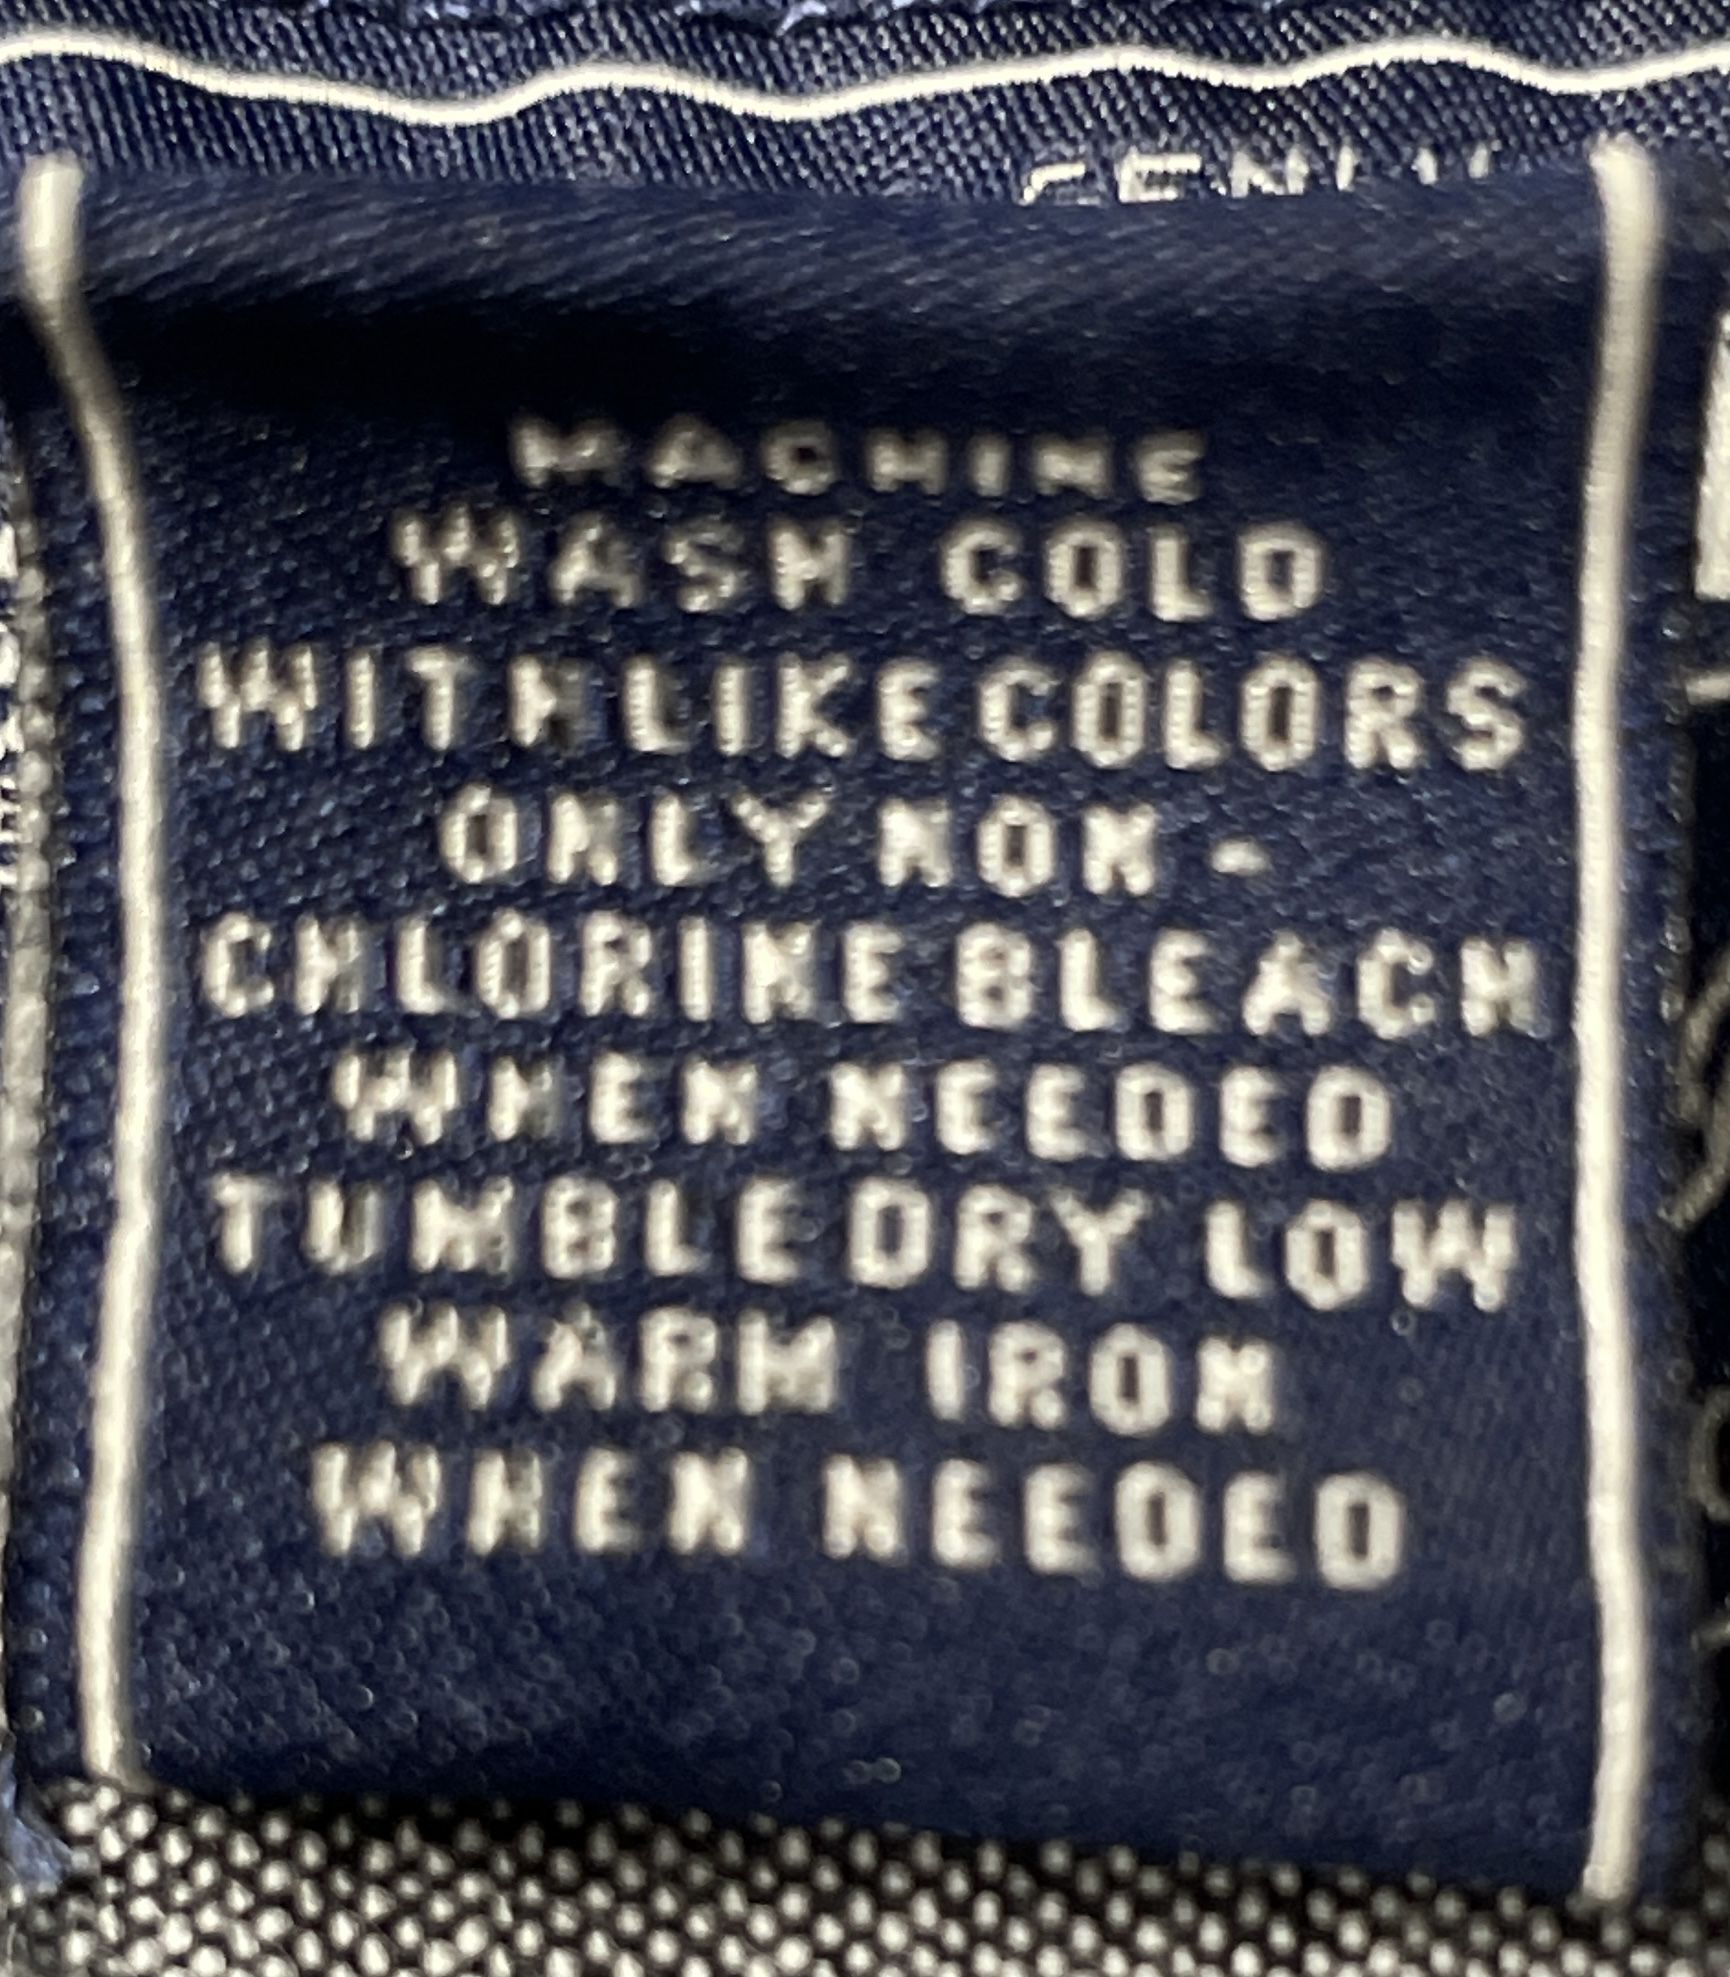 MACHINE
WASH COLD
WITH LIKE COLORS
ONLY NON-
CHLORINE BLEACH
WHEN NEEDED
TUMBLE DRY LOW
WARM IRON
WHEN NEEDED